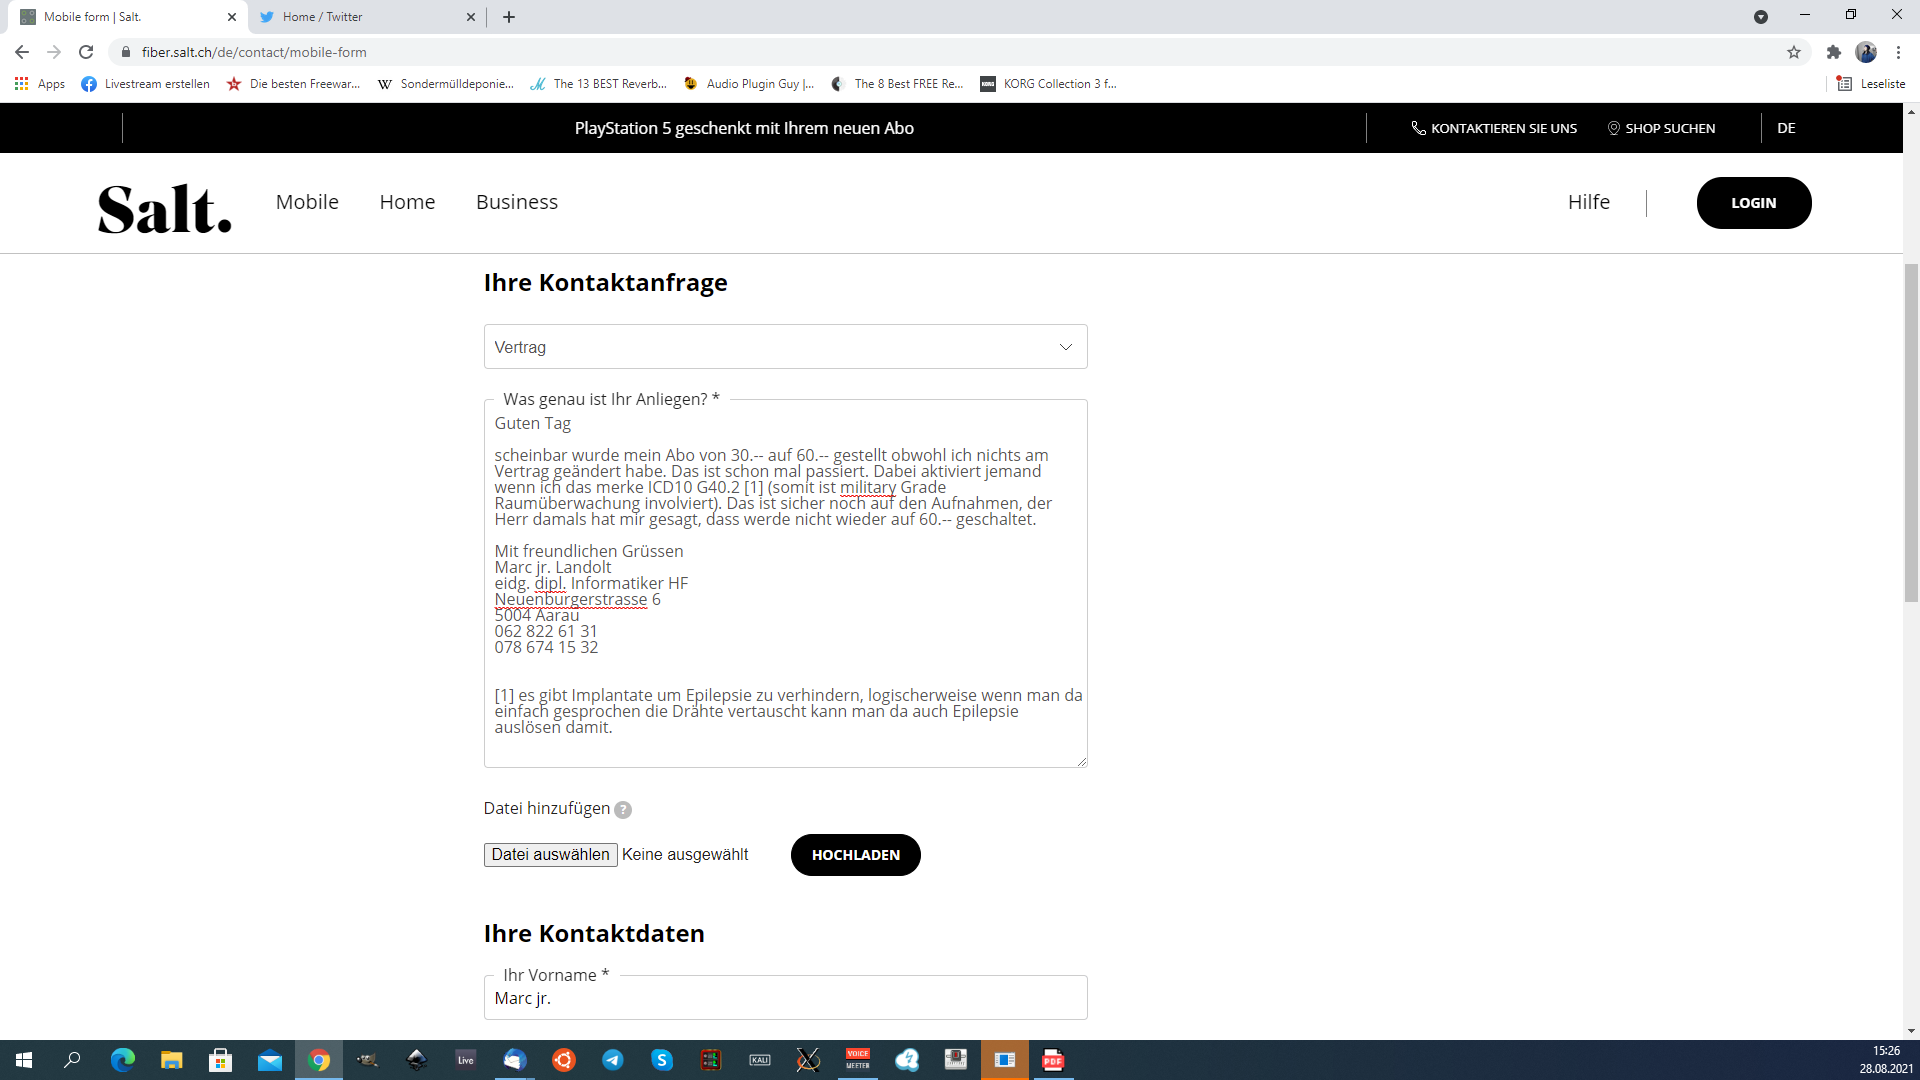 Mobile form | Salt.
Home / Twitter
fiber.salt.ch/de/contact/mobile-form
Apps
Livestream erstellen
Die besten Freewar...
Sondermülldeponie...
The 13 BEST Reverb...
Audio Plugin Guy |...
The 8 Best FREE Re...
KORG Collection 3 f...
Leseliste
PlayStation 5 geschenkt mit Ihrem neuen Abo
KONTAKTIEREN SIE UNS
SHOP SUCHEN
DE
Salt.
Mobile
Home
Business
Hilfe
LOGIN
Ihre Kontaktanfrage
Vertrag
Was genau ist Ihr Anliegen? *
Guten Tag
scheinbar wurde mein Abo von 30.-- auf 60.-- gestellt obwohl ich nichts am
Vertrag geändert habe. Das ist schon mal passiert. Dabei aktiviert jemand
wenn ich das merke ICD10 G40.2 [1] (somit ist military Grade
Raumüberwachung involviert). Das ist sicher noch auf den Aufnahmen, der
Herr damals hat mir gesagt, dass werde nicht wieder auf 60.-- geschaltet.
Mit freundlichen Grüssen
Marc jr. Landolt
eidg. dipl. Informatiker HF
Neuenburgerstrasse 6
5004 Aarau
062 822 61 31
078 674 15 32
[1] es gibt Implantate um Epilepsie zu verhindern, logischerweise wenn man da
einfach gesprochen die Drähte vertauscht kann man da auch Epilepsie
auslösen damit.
Datei hinzufügen ?
Datei auswählen Keine ausgewählt
HOCHLADEN
Ihre Kontaktdaten
Ihr Vorname *
Marc jr.
Live
KALI
VOICE
MEETER
PDF
15:26
28.08.2021